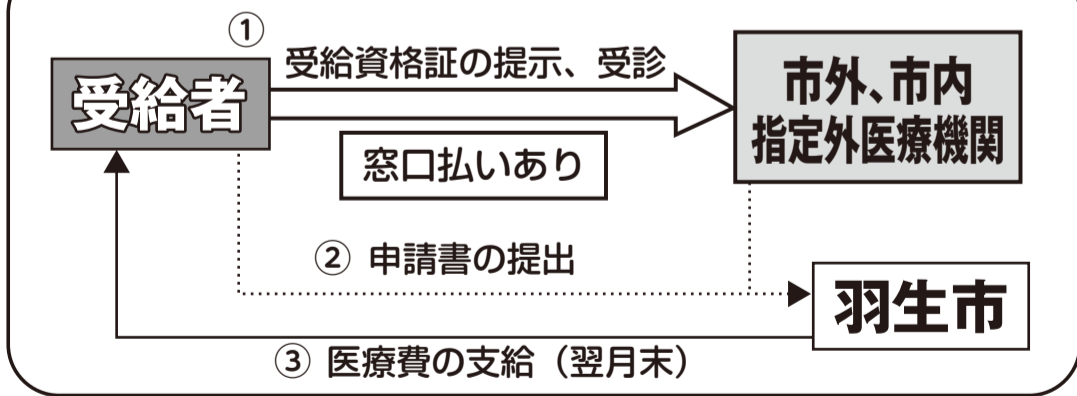 ①
受給資格証の提示、受診
受給者
市外、市内
指定外医療機関
窓口払いあり
② 申請書の提出
羽生市
③ 医療費の支給（翌月末）